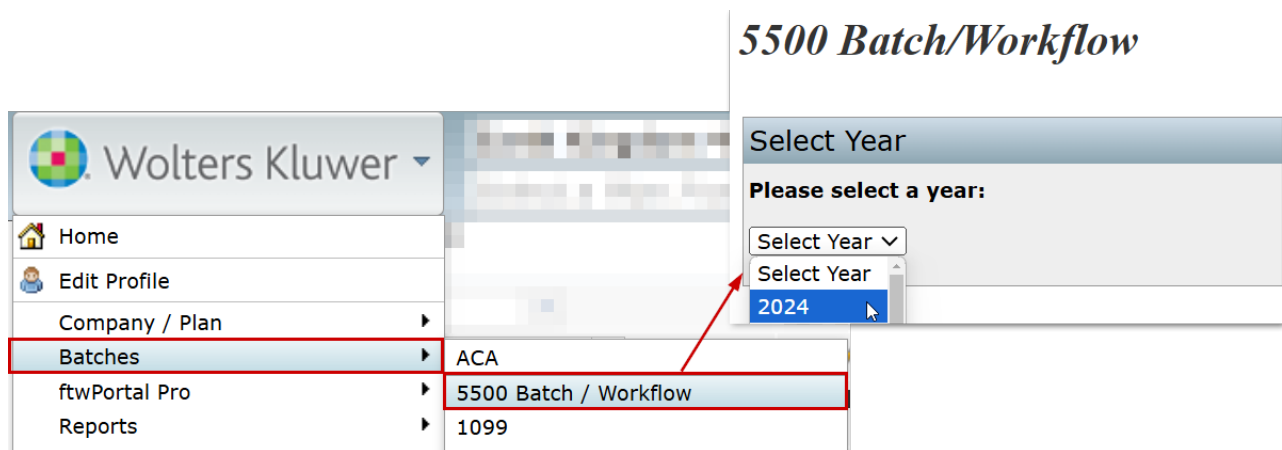 5500 Batch/Workflow
Wolters Kluwer
Select Year
Please select a year:
Select Year
Select Year
2024
Home
Edit Profile
Company / Plan
Batches
ftwPortal Pro
Reports
ACA
5500 Batch / Workflow
1099